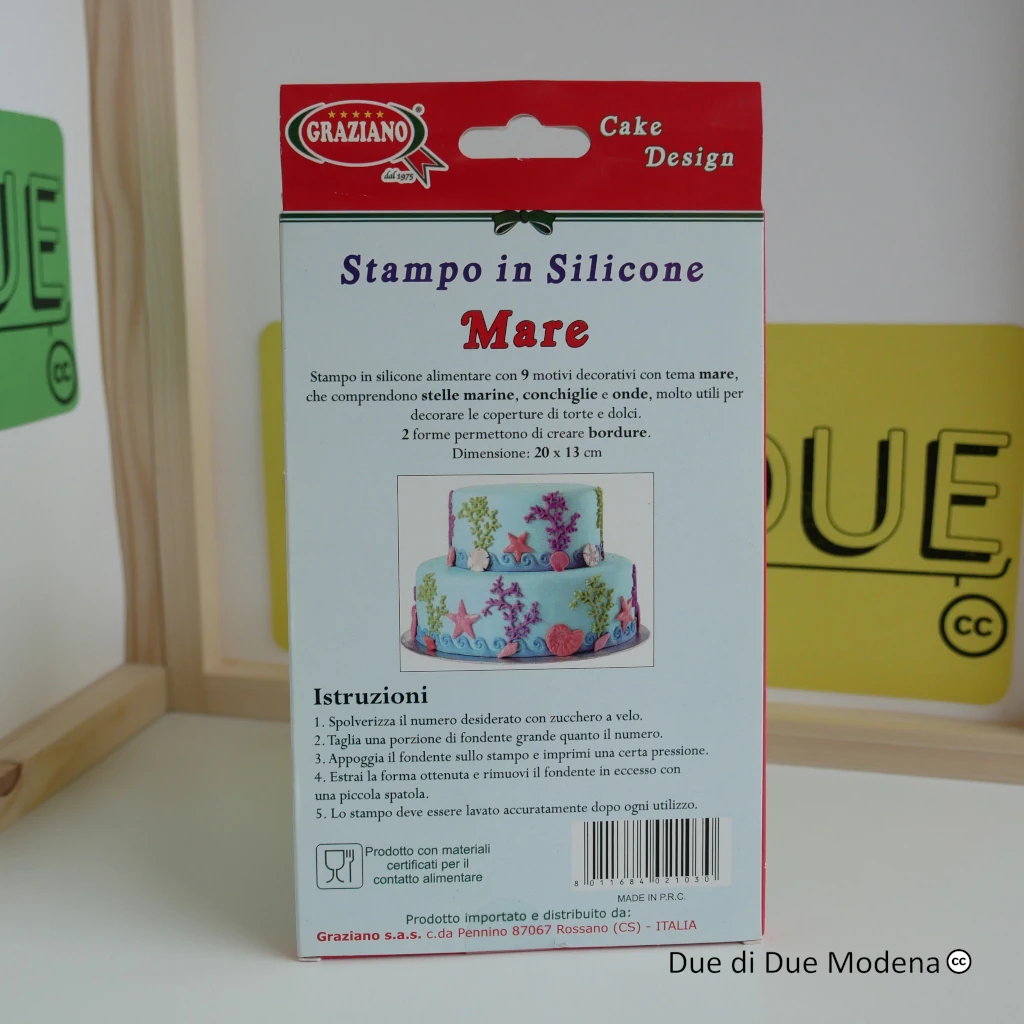 GRAZIANO
dal 1975
Cake
Design
Stampo in Silicone
Mare
Stampo in silicone alimentare con 9 motivi decorativi con tema mare,
che comprendono stelle marine, conchiglie e onde, molto utili per
decorare le coperture di torte e dolci.
2 forme permettono di creare bordure.
Dimensione: 20 x 13 cm
Istruzioni
1. Spolverizza il numero desiderato con zucchero a velo.
2. Taglia una porzione di fondente grande quanto il numero.
3. Appoggia il fondente sullo stampo e imprimi una certa pressione.
4. Estrai la forma ottenuta e rimuovi il fondente in eccesso con
una piccola spatola.
5. Lo stampo deve essere lavato accuratamente dopo ogni utilizzo.
Prodotto con materiali
certificati per il
contatto alimentare
8 011684 021030
MADE IN P.R.C.
Prodotto importato e distribuito da:
Graziano s.a.s. c.da Pennino 87067 Rossano (CS) - ITALIA
UE
cc
DUE
cc
Due di Due Modena cc